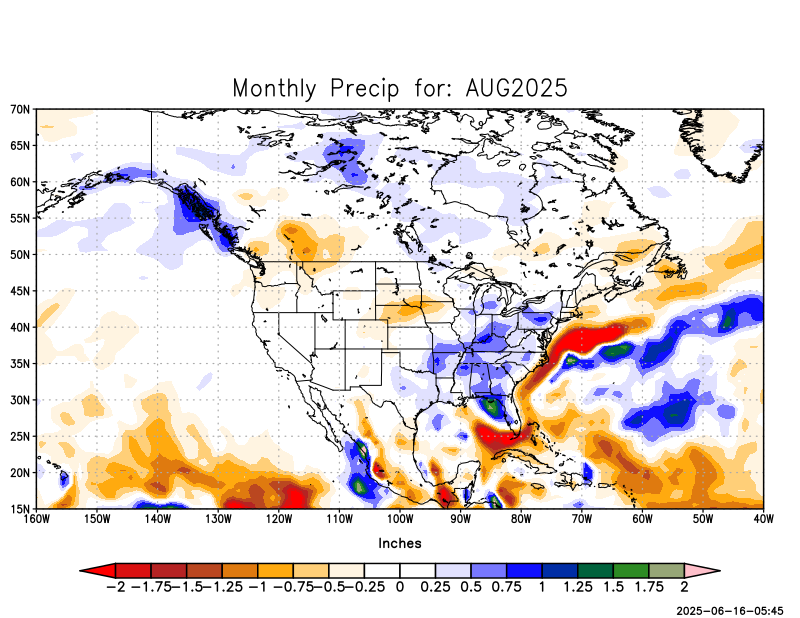 Monthly Precip for: AUG2025
70N
65N
60N
55N
50N
45N
40N
35N
30N
25N
20N
15N
160W 150W 140W 130W 120W 110W 100W 90W 80W 70W 60W 50W 40W
Inches
−2 −1.75 −1.5 −1.25 −1 −0.75 −0.5 −0.25 0 0.25 0.5 0.75 1 1.25 1.5 1.75 2
2025−06−16−05:45